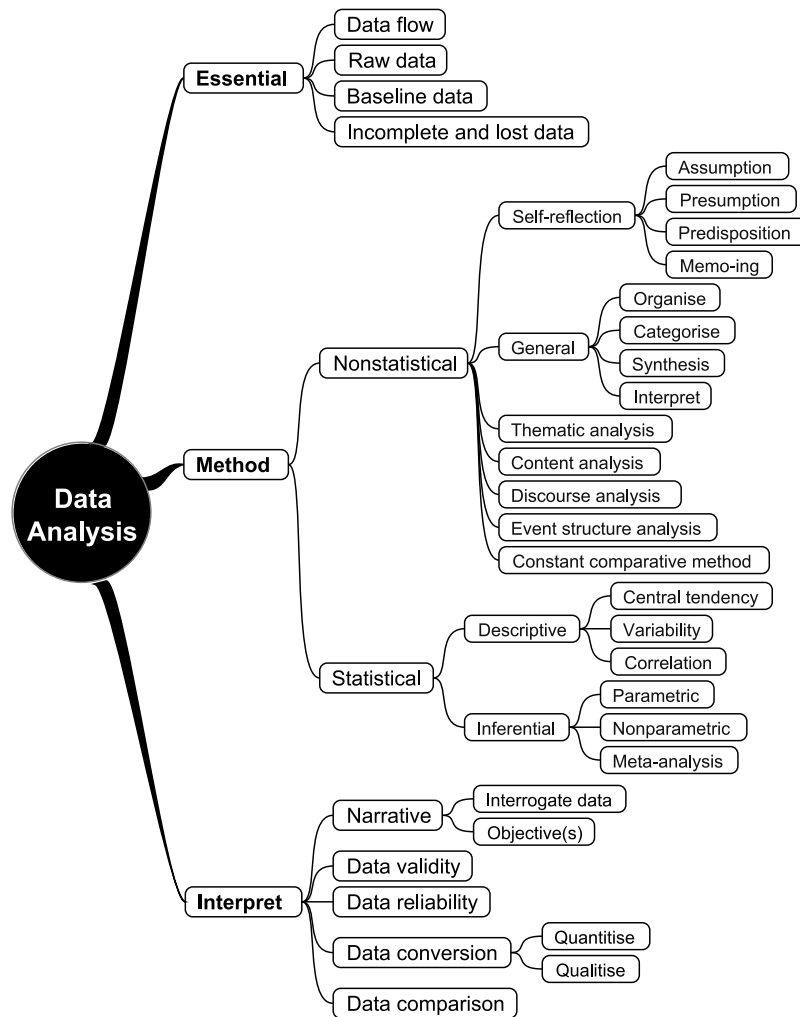 Data flow
Raw data
Essential
Baseline data
Incomplete and lost data
Assumption
Presumption
Self-reflection
Predisposition
Memo-ing
Organise
Categorise
General
Synthesis
Interpret
Nonstatistical
Thematic analysis
Content analysis
Discourse analysis
Event structure analysis
Constant comparative method
Method
Data
Analysis
Central tendency
Descriptive
Variability
Correlation
Statistical
Parametric
Inferential
Nonparametric
Meta-analysis
Interrogate data
Narrative
Objective(s)
Data validity
Interpret
Data reliability
Quantitise
Data conversion
Qualitise
Data comparison